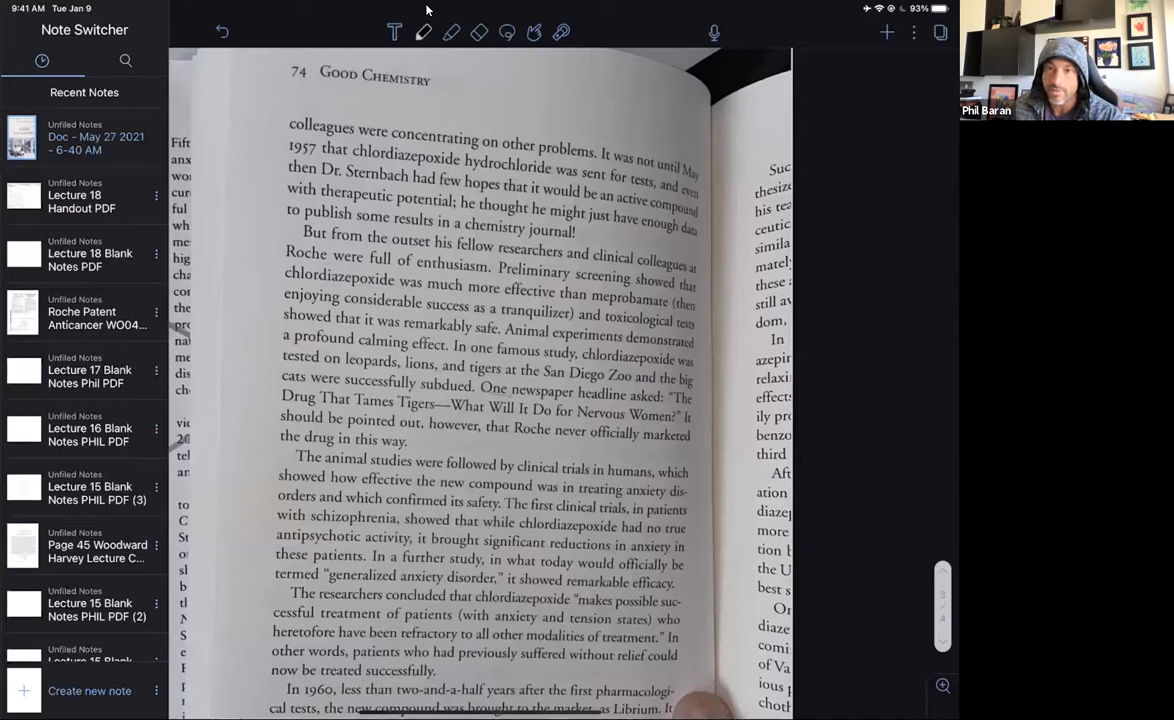 9:41 AM Tue Jan 9
93%
Note Switcher
Recent Notes
Unfiled Notes
Doc - May 27 2021
- 6-40 AM
Unfiled Notes
Lecture 18
Handout PDF
Unfiled Notes
Lecture 18 Blank
Notes PDF
Unfiled Notes
Roche Patent
Anticancer WO04...
Unfiled Notes
Lecture 17 Blank
Notes Phil PDF
Unfiled Notes
Lecture 16 Blank
Notes PHIL PDF
Unfiled Notes
Lecture 15 Blank
Notes PHIL PDF (3)
Unfiled Notes
Page 45 Woodward
Harvey Lecture C...
Unfiled Notes
Lecture 15 Blank
Notes PHIL PDF (2)
Unfiled Notes
Create new note
74 GOOD CHEMISTRY
colleagues were concentrating on other problems. It was not until May
1957 that chlordiazepoxide hydrochloride was sent for tests, and even
then Dr. Sternbach had few hopes that it would be an active compound
with therapeutic potential; he thought he might just have enough data
to publish some results in a chemistry journal!
But from the outset his fellow researchers and clinical colleagues at
Roche were full of enthusiasm. Preliminary screening showed that
chlordiazepoxide was much more effective than meprobamate (then
enjoying considerable success as a tranquilizer) and toxicological tests
showed that it was remarkably safe. Animal experiments demonstrated
a profound calming effect. In one famous study, chlordiazepoxide was
tested on leopards, lions, and tigers at the San Diego Zoo and the big
cats were successfully subdued. One newspaper headline asked: “The
Drug That Tames Tigers—What Will It Do for Nervous Women?” It
should be pointed out, however, that Roche never officially marketed
the drug in this way.
The animal studies were followed by clinical trials in humans, which
showed how effective the new compound was in treating anxiety dis-
orders and which confirmed its safety. The first clinical trials, in patients
with schizophrenia, showed that while chlordiazepoxide had no true
antipsychotic activity, it brought significant reductions in anxiety in
these patients. In a further study, in what today would officially be
termed “generalized anxiety disorder,” it showed remarkable efficacy.
The researchers concluded that chlordiazepoxide “makes possible suc-
cessful treatment of patients (with anxiety and tension states) who
heretofore have been refractory to all other modalities of treatment.” In
other words, patients who had previously suffered without relief could
now be treated successfully.
In 1960, less than two-and-a-half years after the first pharmacologi-
cal tests, the new compound was brought to the market as Librium. It
3
/
4
Phil Baran